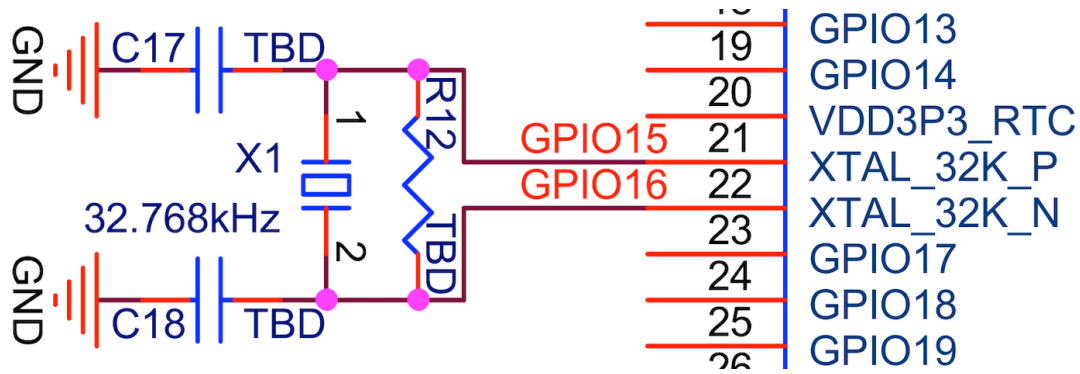 GND
C17 TBD
1
R12
X1
32.768kHz
2
TBD
GND
C18 TBD
GPIO15
GPIO16
19
20
21
22
23
24
25
GPIO13
GPIO14
VDD3P3_RTC
XTAL_32K_P
XTAL_32K_N
GPIO17
GPIO18
GPIO19